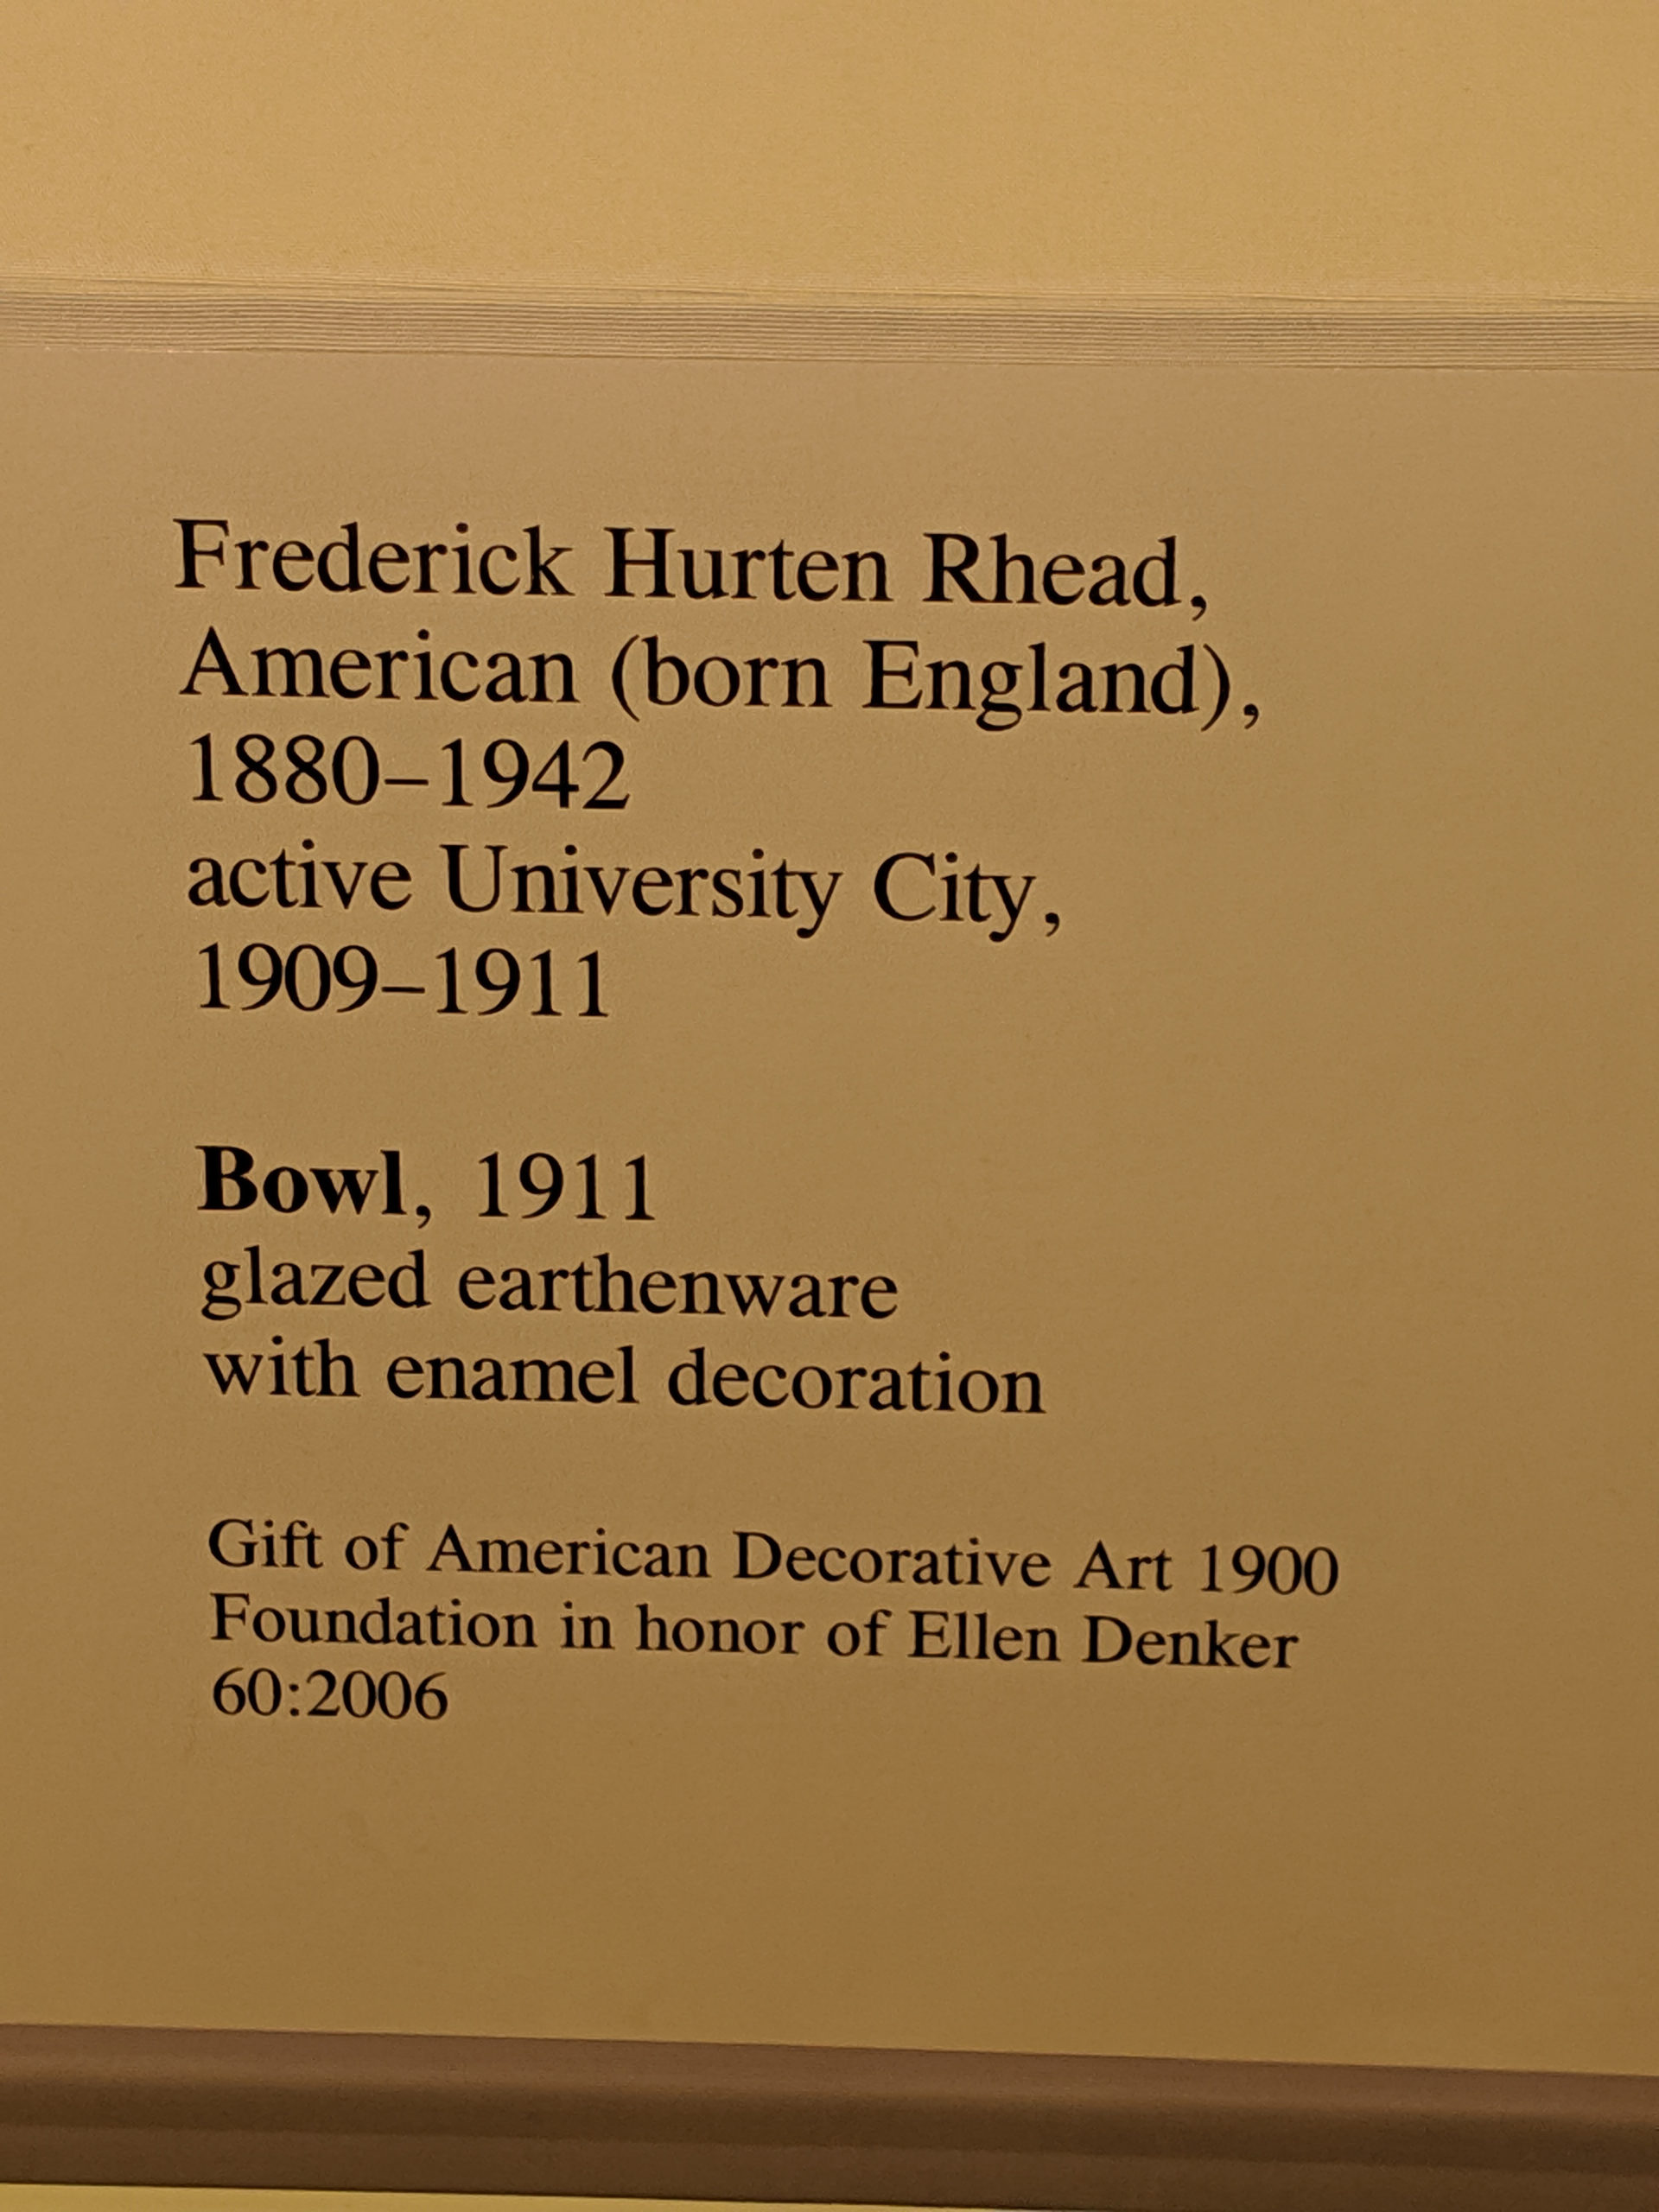 Frederick Hurten Rhead,
American (born England),
1880–1942
active University City,
1909–1911
Bowl, 1911
glazed earthenware
with enamel decoration
Gift of American Decorative Art 1900
Foundation in honor of Ellen Denker
60:2006